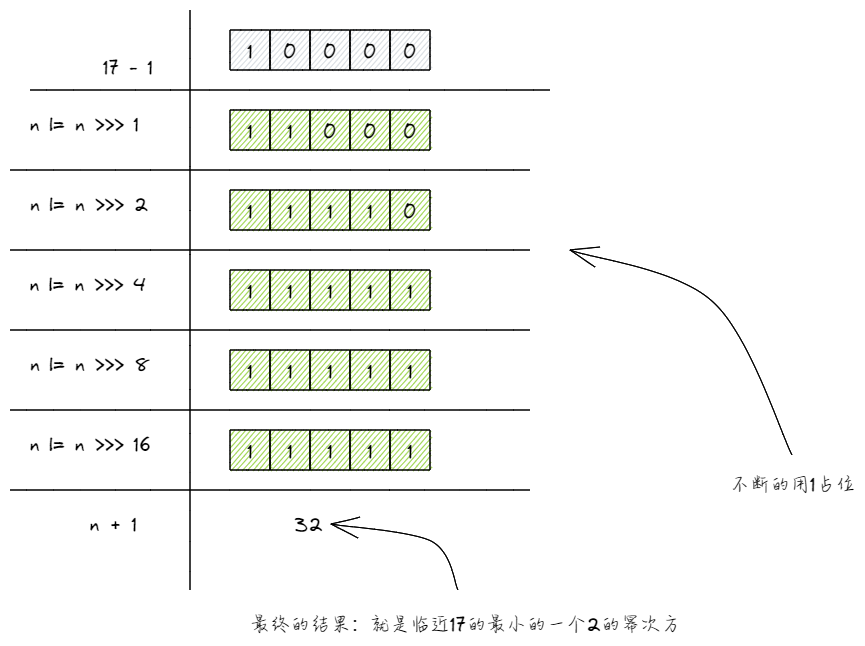 17 - 1 1 0 0 0 0
n |= n >>> 1 1 1 0 0 0
n |= n >>> 2 1 1 1 1 0
n |= n >>> 4 1 1 1 1 1
n |= n >>> 8 1 1 1 1 1
n |= n >>> 16 1 1 1 1 1
不断的用1占位
n + 1 32
最终的结果：就是临近17的最小的一个2的幂次方